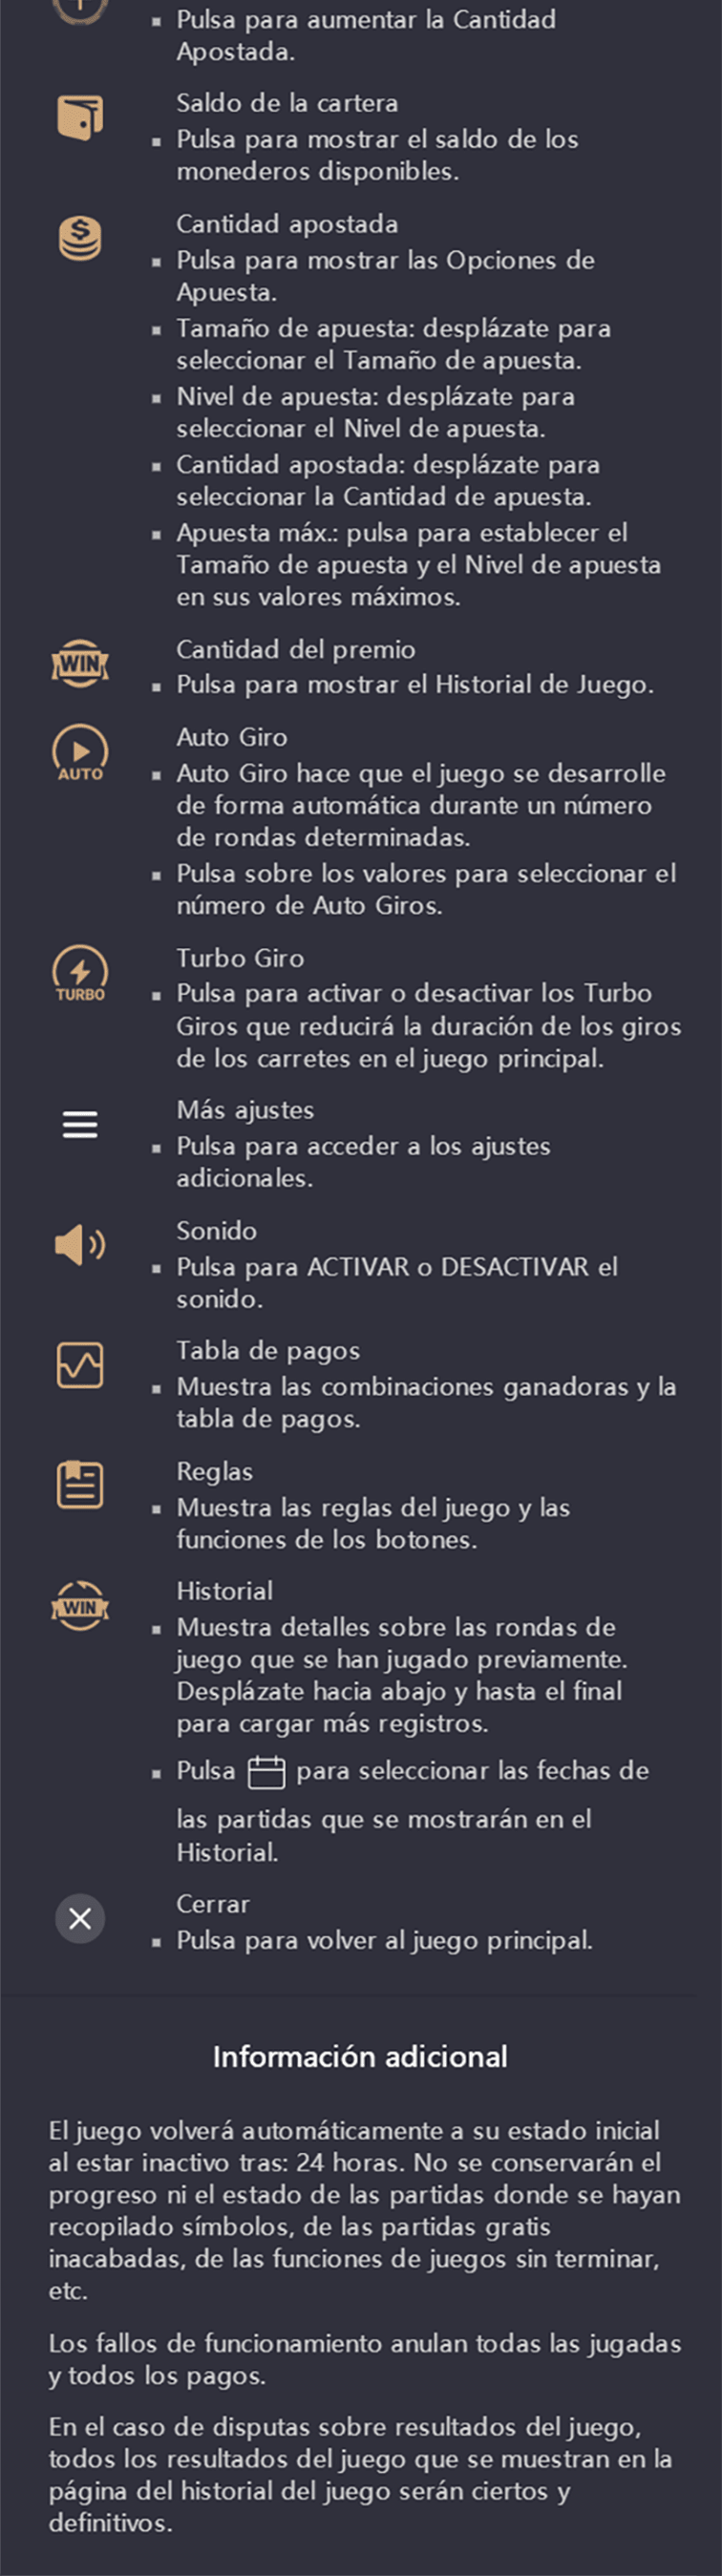 Pulsa para aumentar la Cantidad
Apostada.
Saldo de la cartera
Pulsa para mostrar el saldo de los
monederos disponibles.
$
Cantidad apostada
Pulsa para mostrar las Opciones de
Apuesta.
Tamaño de apuesta: desplázate para
seleccionar el Tamaño de apuesta.
Nivel de apuesta: desplázate para
seleccionar el Nivel de apuesta.
Cantidad apostada: desplázate para
seleccionar la Cantidad de apuesta.
Apuesta máx.: pulsa para establecer el
Tamaño de apuesta y el Nivel de apuesta
en sus valores máximos.
WIN
Cantidad del premio
Pulsa para mostrar el Historial de Juego.
AUTO
Auto Giro
Auto Giro hace que el juego se desarrolle
de forma automática durante un número
de rondas determinadas.
Pulsa sobre los valores para seleccionar el
número de Auto Giros.
TURBO
Turbo Giro
Pulsa para activar o desactivar los Turbo
Giros que reducirá la duración de los giros
de los carretes en el juego principal.
Más ajustes
Pulsa para acceder a los ajustes
adicionales.
Sonido
Pulsa para ACTIVAR o DESACTIVAR el
sonido.
Tabla de pagos
Muestra las combinaciones ganadoras y la
tabla de pagos.
Reglas
Muestra las reglas del juego y las
funciones de los botones.
WIN
Historial
Muestra detalles sobre las rondas de
juego que se han jugado previamente.
Desplázate hacia abajo y hasta el final
para cargar más registros.
Pulsa para seleccionar las fechas de
las partidas que se mostrarán en el
Historial.
Cerrar
Pulsa para volver al juego principal.
Información adicional
El juego volverá automáticamente a su estado inicial
al estar inactivo tras: 24 horas. No se conservarán el
progreso ni el estado de las partidas donde se hayan
recopilado símbolos, de las partidas gratis
inacabadas, de las funciones de juegos sin terminar,
etc.
Los fallos de funcionamiento anulan todas las jugadas
y todos los pagos.
En el caso de disputas sobre resultados del juego,
todos los resultados del juego que se muestran en la
página del historial del juego serán ciertos y
definitivos.